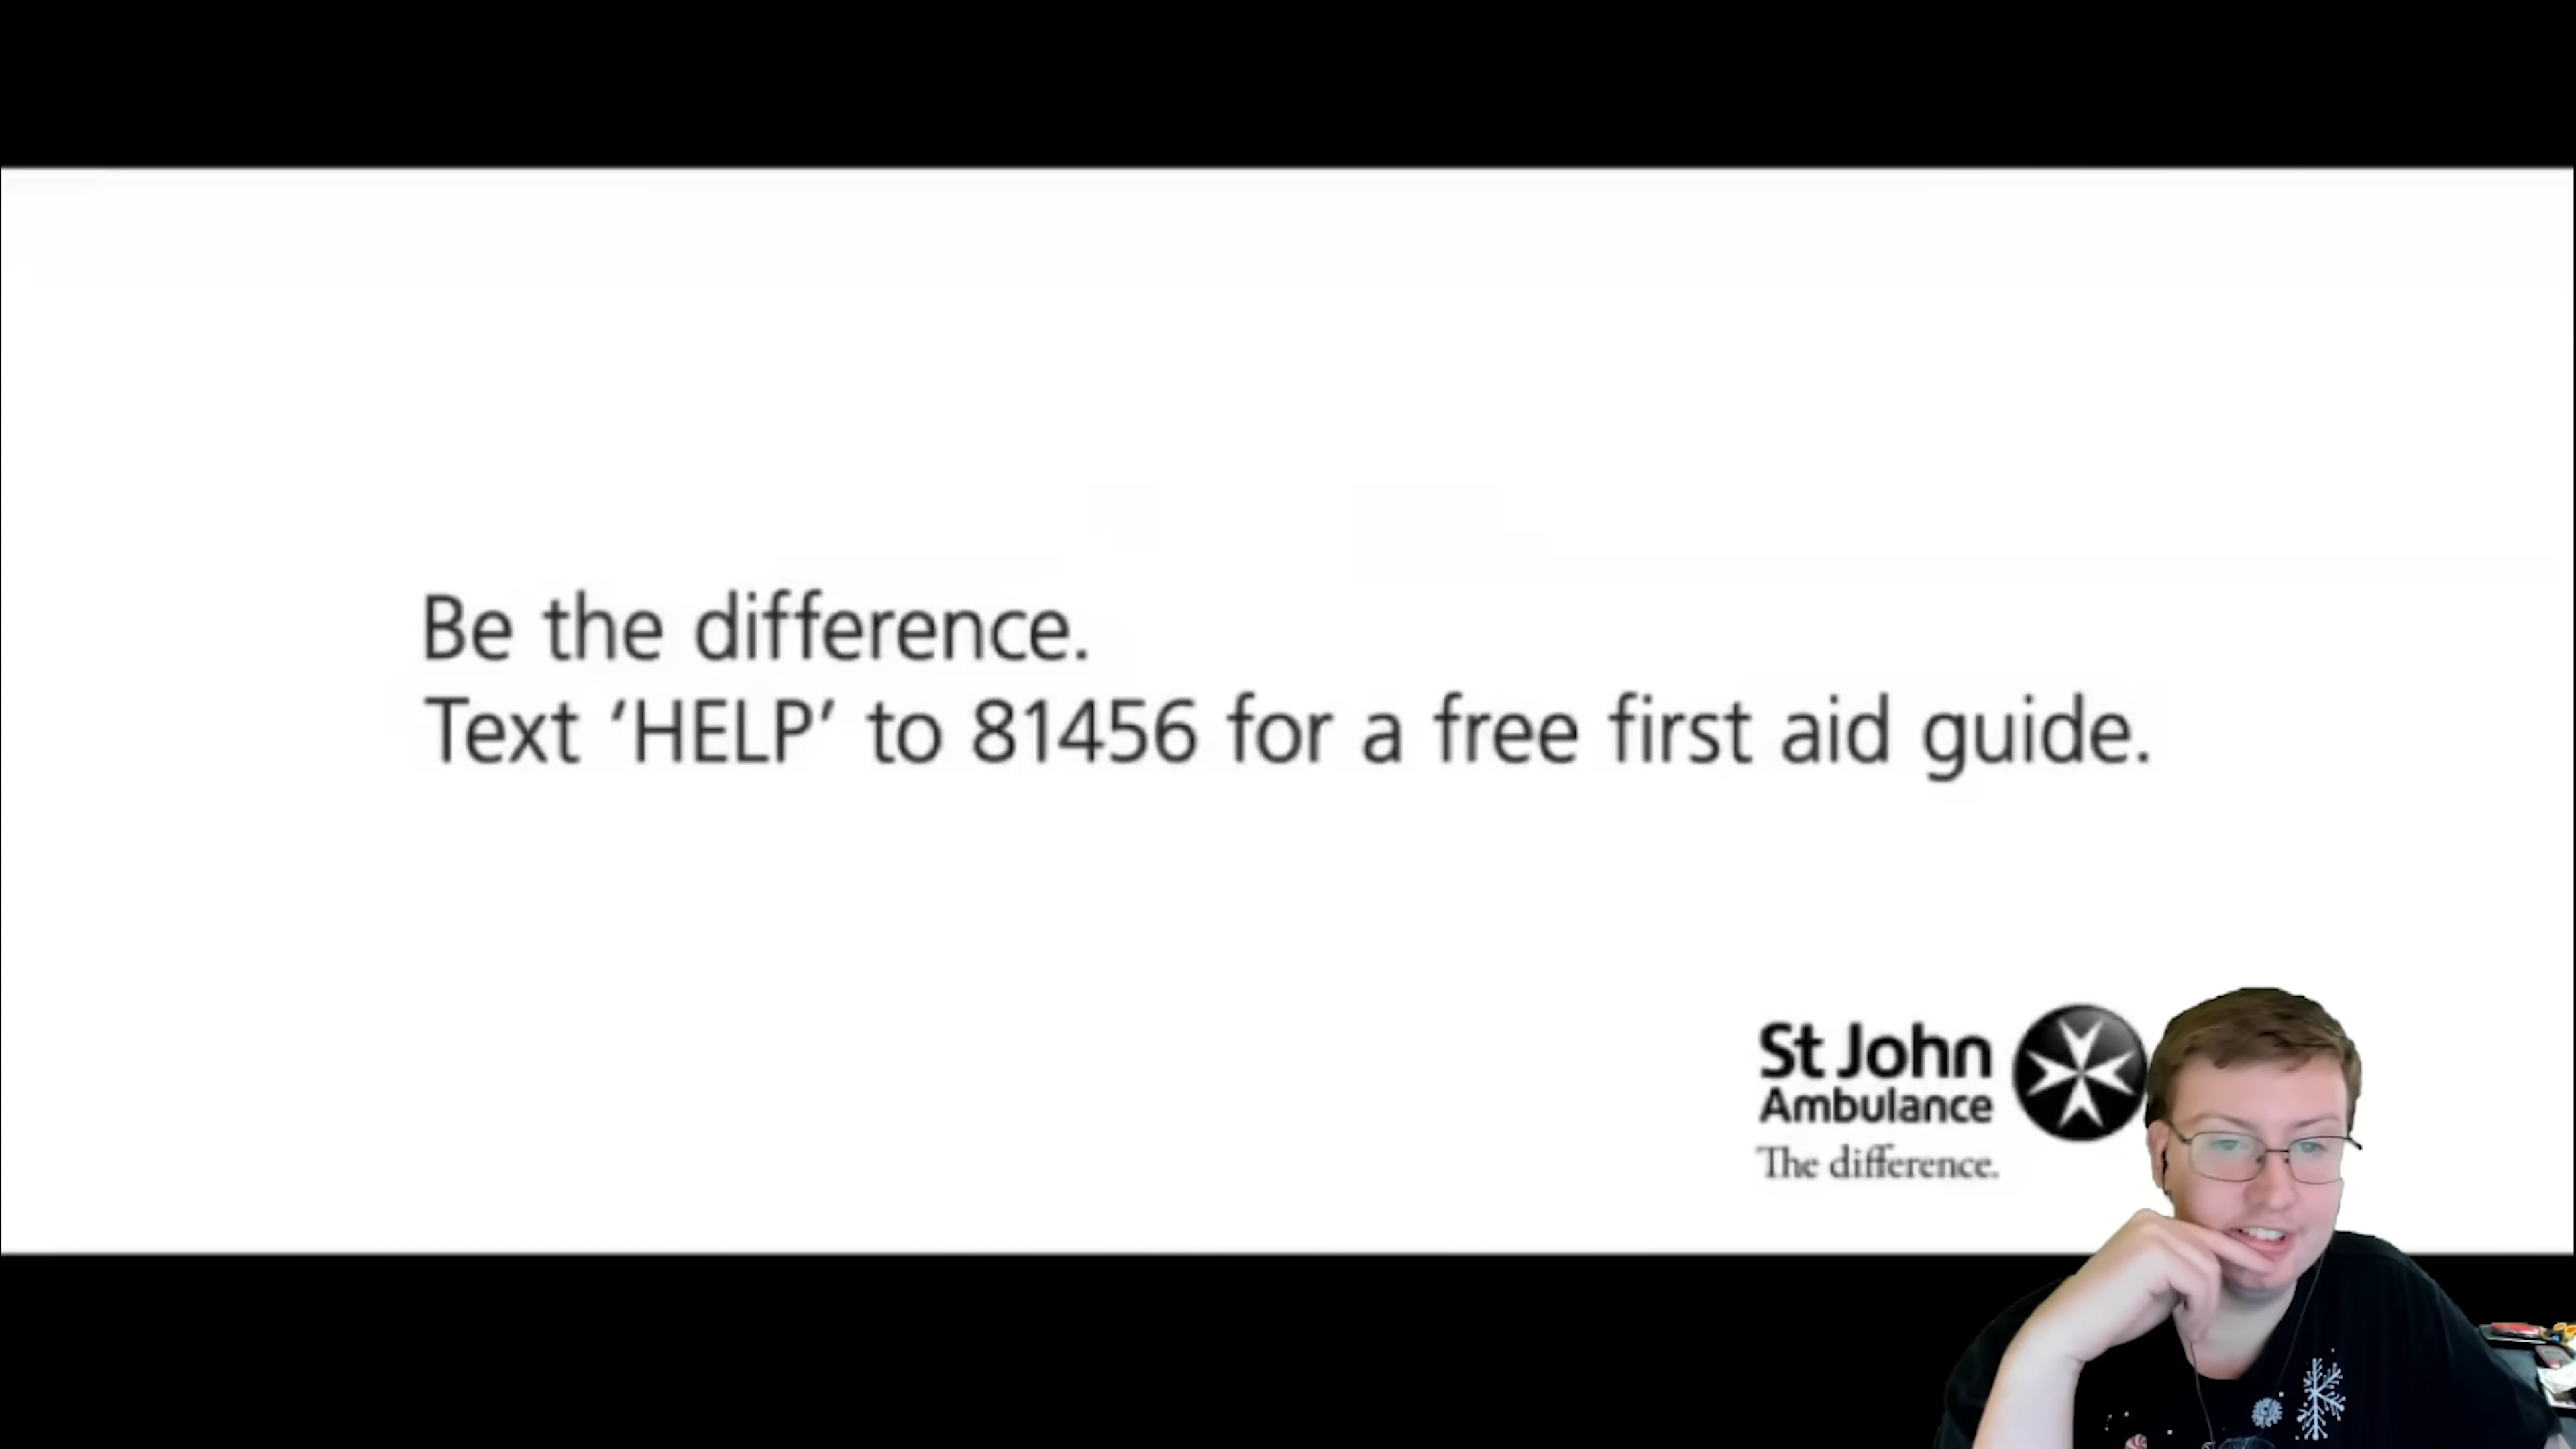 Be the difference.
Text ‘HELP’ to 81456 for a free first aid guide.
St John
Ambulance
The difference.